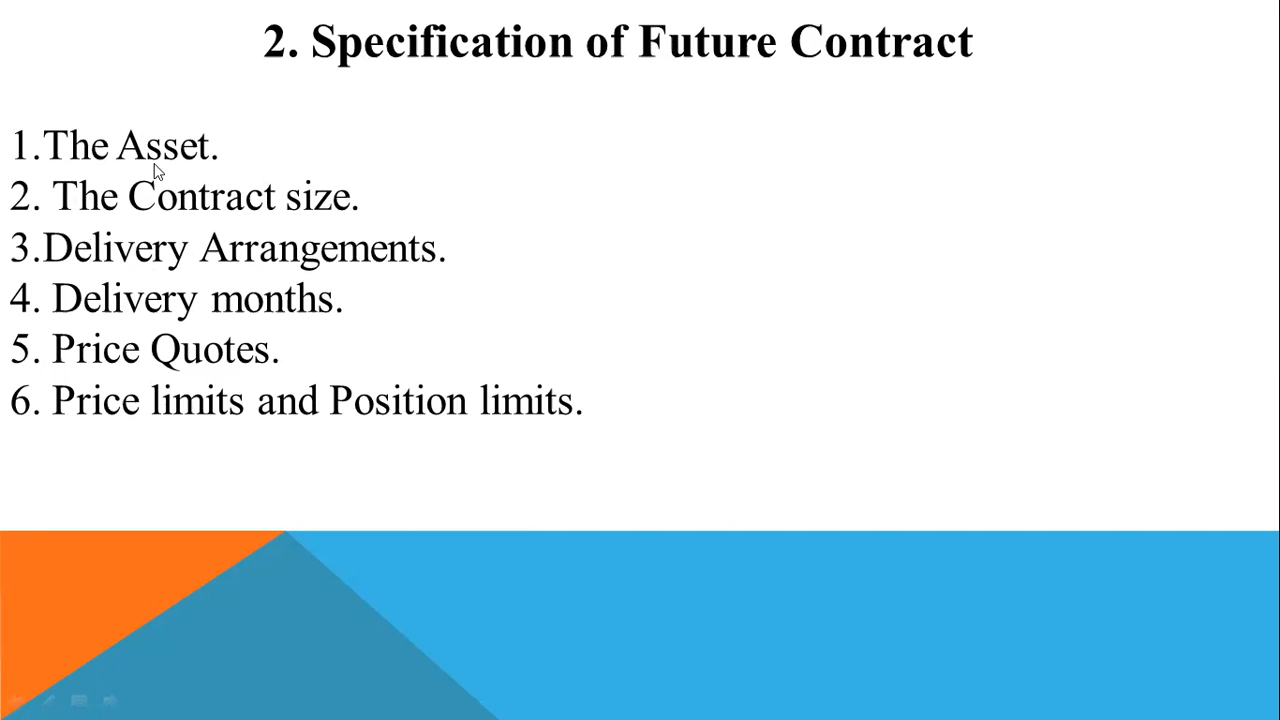 2. Specification of Future Contract
1.The Asset.
2. The Contract size.
3.Delivery Arrangements.
4. Delivery months.
5. Price Quotes.
6. Price limits and Position limits.